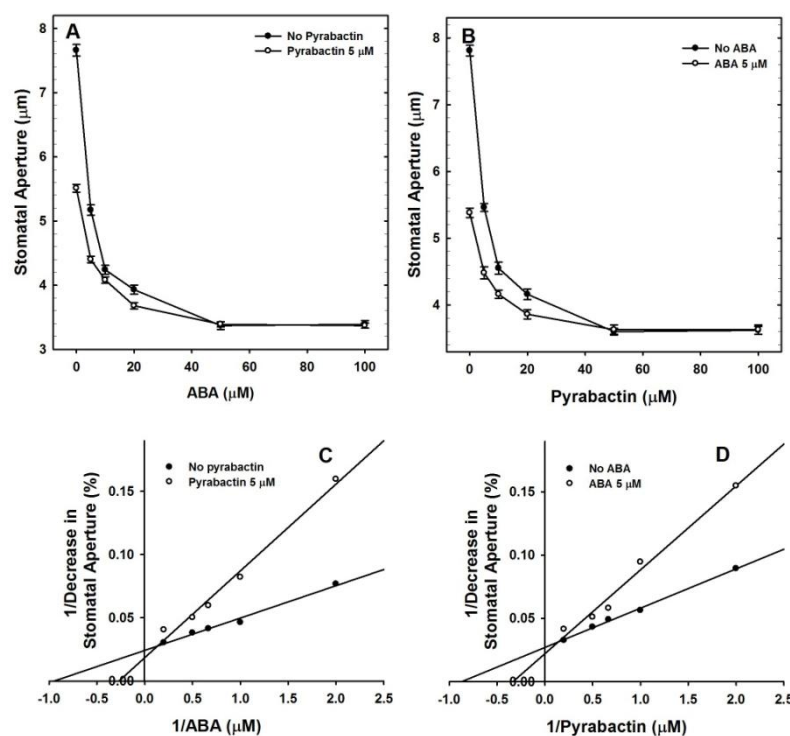 A
No Pyrabactin
Pyrabactin 5 μM
Stomatal Aperture (μm)
8
7
6
5
4
3
0 20 40 60 80 100
ABA (μM)
B
No ABA
ABA 5 μM
Stomatal Aperture (μm)
8
7
6
5
4
0 20 40 60 80 100
Pyrabactin (μM)
C
No pyrabactin
Pyrabactin 5 μM
1/Decrease in
Stomatal Aperture (%)
0.15
0.10
0.05
0.00
-1.0 -0.5 0.0 0.5 1.0 1.5 2.0 2.5
1/ABA (μM)
D
No ABA
ABA 5 μM
1/Decrease in
Stomatal Aperture (%)
0.15
0.10
0.05
0.00
-1.0 -0.5 0.0 0.5 1.0 1.5 2.0 2.5
1/Pyrabactin (μM)